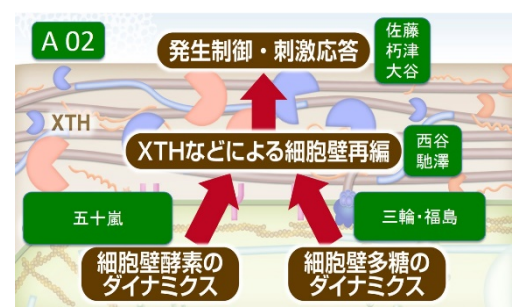 A 02
発生制御・刺激応答
佐藤
朽津
大谷
XTH
XTHなどによる細胞壁再編
西谷
馳澤
五十嵐
三輪・福島
細胞壁酵素の
ダイナミクス
細胞壁多糖の
ダイナミクス